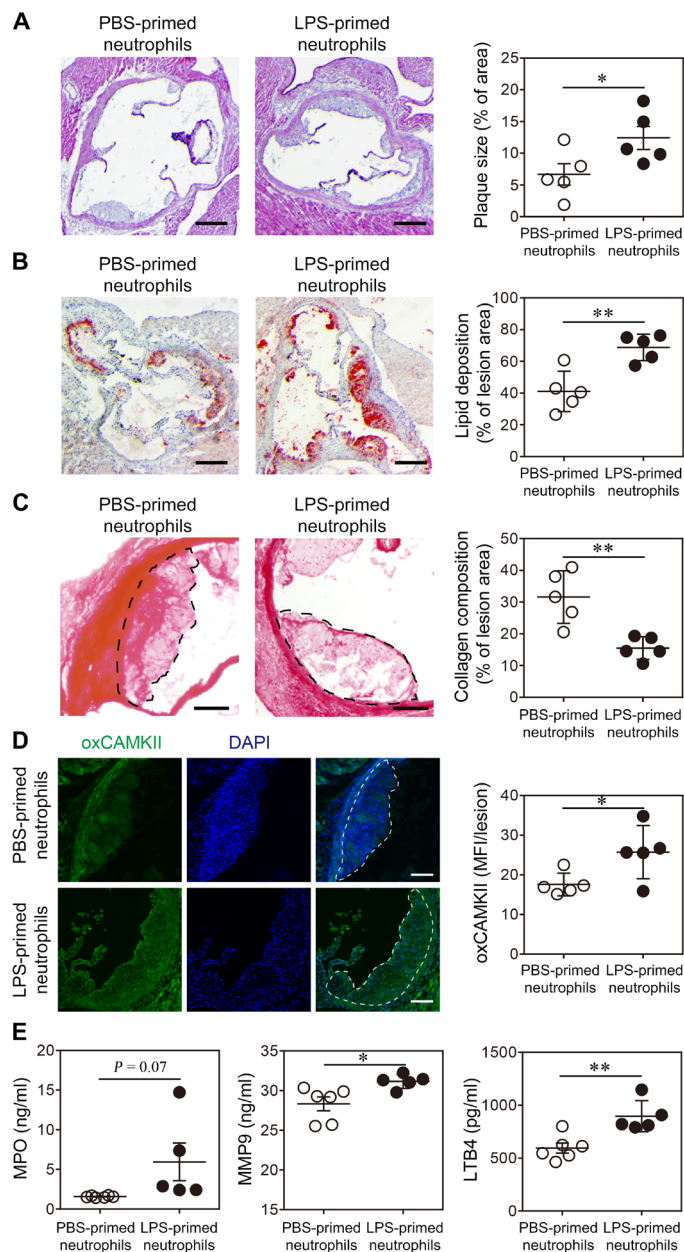 A
PBS-primed
neutrophils
LPS-primed
neutrophils
Plaque size (% of area)
25
20
15
10
5
0
*
PBS-primed
neutrophils
LPS-primed
neutrophils
B
PBS-primed
neutrophils
LPS-primed
neutrophils
Lipid deposition
(% of lesion area)
100
80
60
40
20
0
**
PBS-primed
neutrophils
LPS-primed
neutrophils
C
PBS-primed
neutrophils
LPS-primed
neutrophils
Collagen composition
(% of lesion area)
50
40
30
20
10
0
**
PBS-primed
neutrophils
LPS-primed
neutrophils
D
oxCAMKII
DAPI
PBS-primed
neutrophils
LPS-primed
neutrophils
oxCAMKII (MFI/lesion)
40
30
20
10
0
*
PBS-primed
neutrophils
LPS-primed
neutrophils
E
MPO (ng/ml)
20
15
10
5
0
P = 0.07
PBS-primed
neutrophils
LPS-primed
neutrophils
MMP9 (ng/ml)
35
30
25
20
*
PBS-primed
neutrophils
LPS-primed
neutrophils
LTB4 (pg/ml)
1500
1000
500
0
**
PBS-primed
neutrophils
LPS-primed
neutrophils